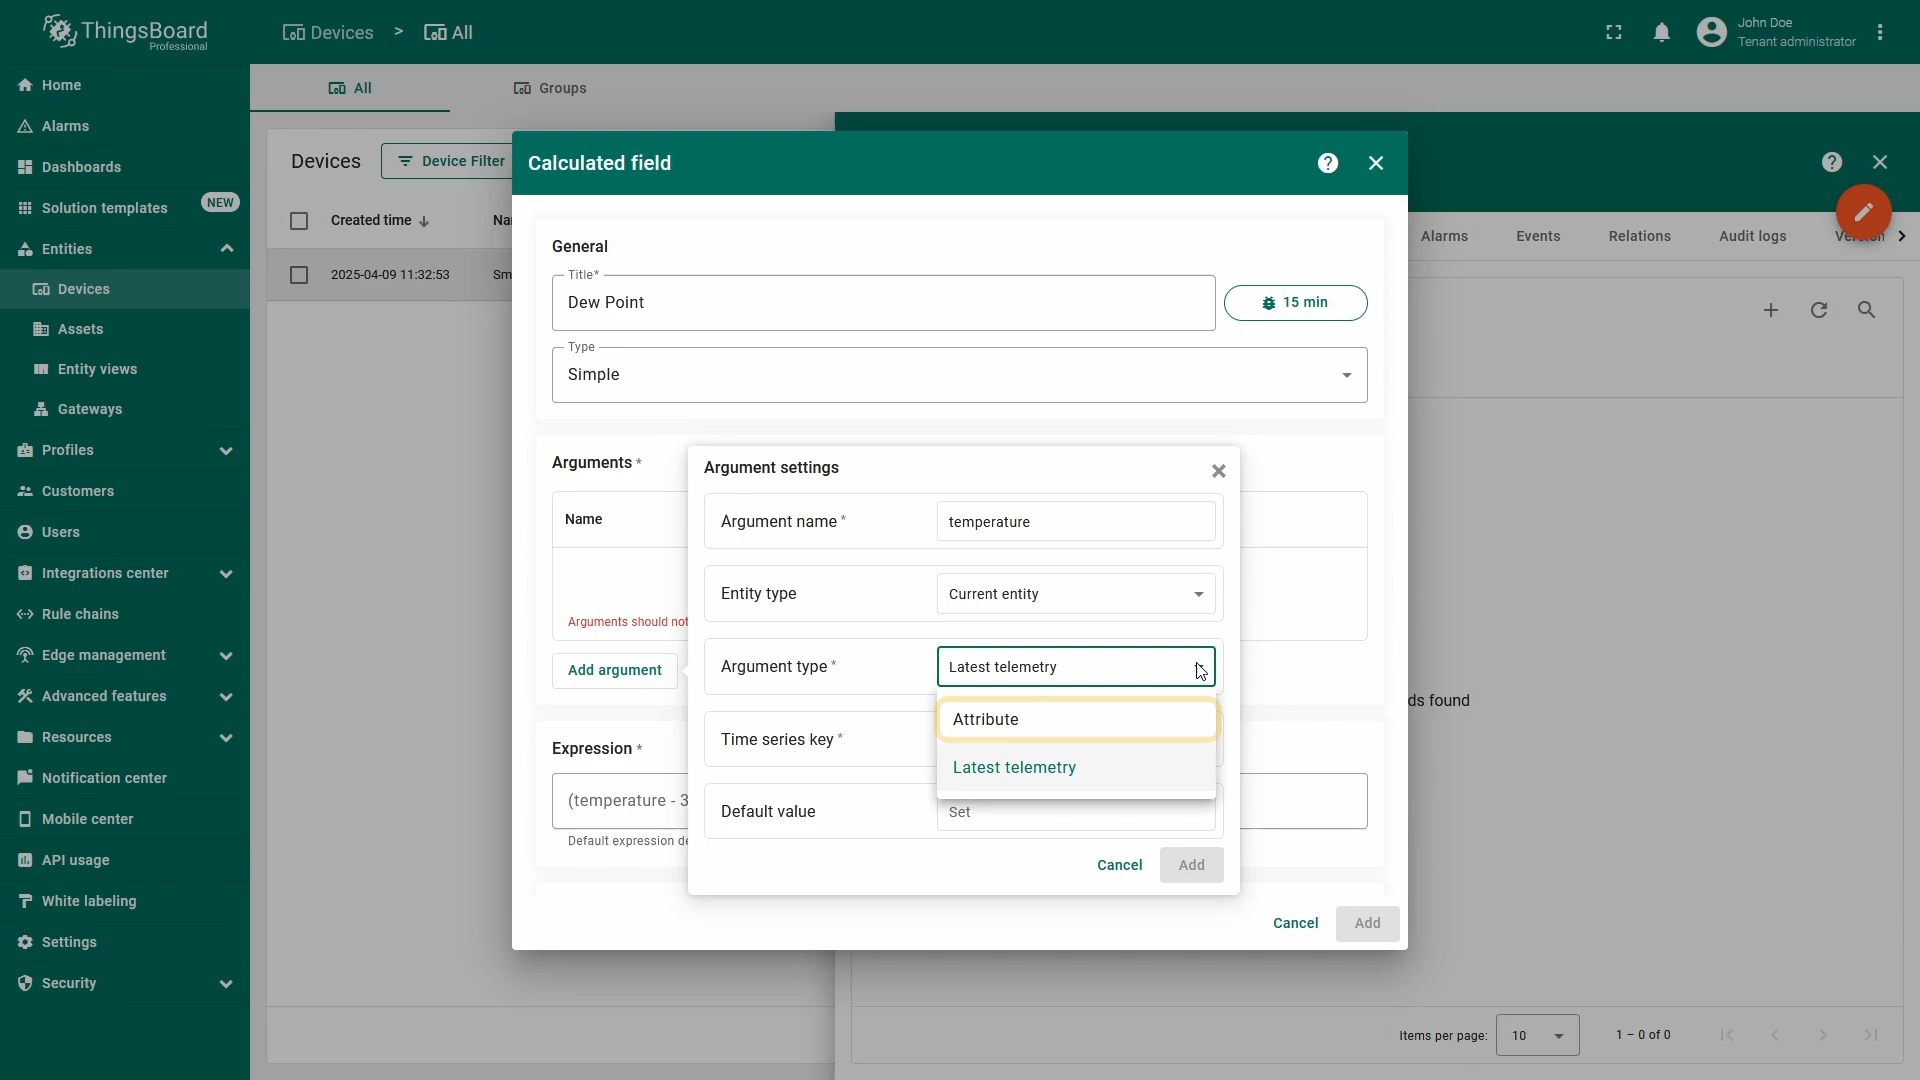 ThingsBoard
Professional
Devices > All
John Doe
Tenant administrator
Home
Alarms
Dashboards
Solution templates NEW
Entities
Devices
Assets
Entity views
Gateways
Profiles
Customers
Users
Integrations center
Rule chains
Edge management
Advanced features
Resources
Notification center
Mobile center
API usage
White labeling
Settings
Security
All
Groups
Devices
Device Filter
Created time
2025-04-09 11:32:53
Alarms
Events
Relations
Audit logs
ds found
Items per page: 10
1 – 0 of 0
Calculated field
General
Title*
Dew Point
15 min
Type
Simple
Arguments *
Name
Arguments should not
Add argument
Expression *
(temperature - 3
Default expression
Cancel
Add
Argument settings
Argument name *
temperature
Entity type
Current entity
Argument type *
Latest telemetry
Attribute
Latest telemetry
Time series key *
Default value
Set
Cancel
Add